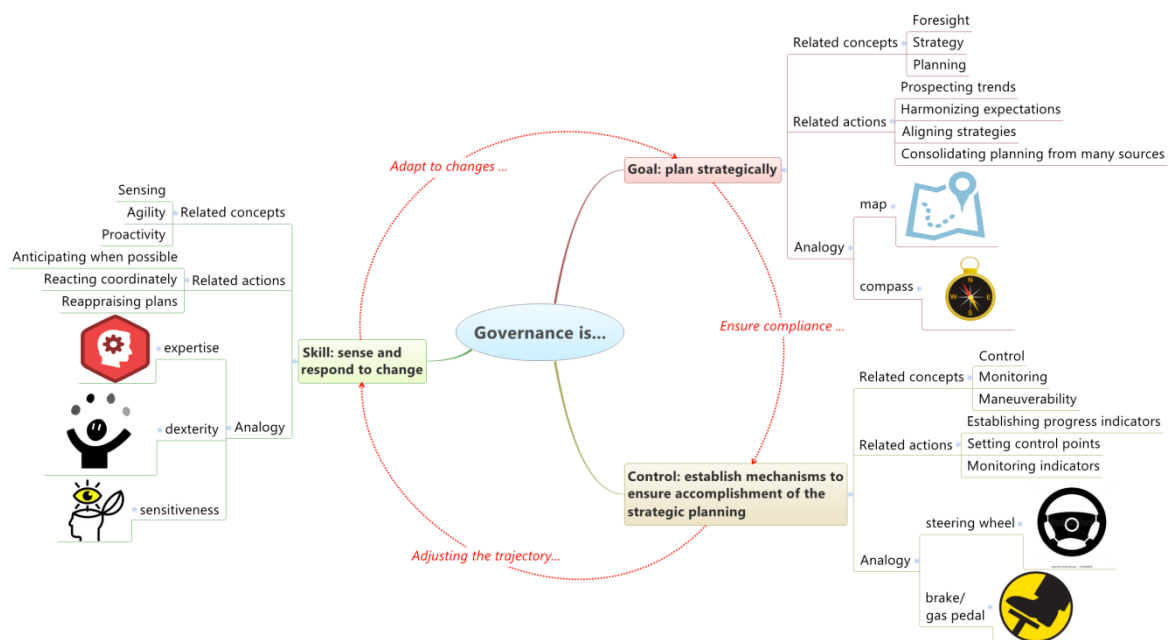 Governance is...
Goal: plan strategically
Related concepts
Foresight
Strategy
Planning
Related actions
Prospecting trends
Harmonizing expectations
Aligning strategies
Consolidating planning from many sources
Analogy
map
compass
N
W
E
S
Ensure compliance ...
Control: establish mechanisms to
ensure accomplishment of the
strategic planning
Related concepts
Control
Monitoring
Maneuverability
Related actions
Establishing progress indicators
Setting control points
Monitoring indicators
Analogy
steering wheel
brake/
gas pedal
Adjusting the trajectory...
Skill: sense and
respond to change
Related concepts
Sensing
Agility
Proactivity
Related actions
Anticipating when possible
Reacting coordinately
Reappraising plans
Analogy
expertise
dexterity
sensitiveness
Adapt to changes ...